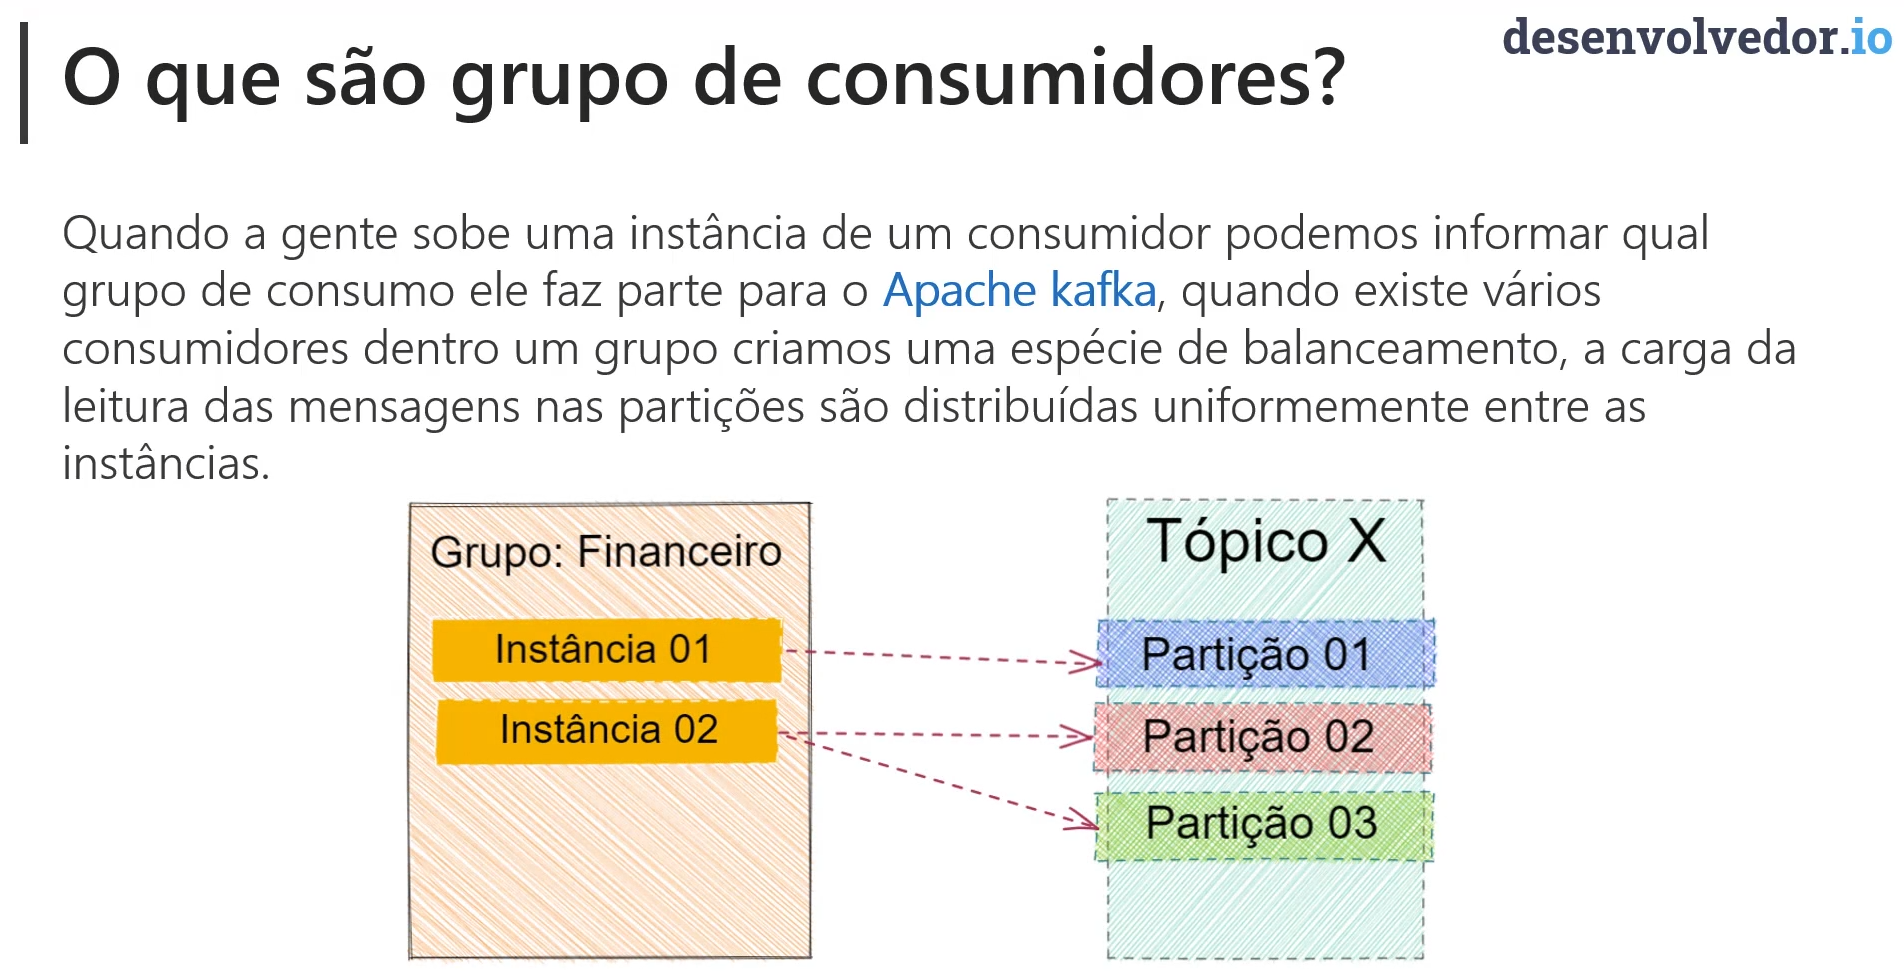 desenvolvedor.io
O que são grupo de consumidores?
Quando a gente sobe uma instância de um consumidor podemos informar qual
grupo de consumo ele faz parte para o Apache kafka, quando existe vários
consumidores dentro um grupo criamos uma espécie de balanceamento, a carga da
leitura das mensagens nas partições são distribuídas uniformemente entre as
instâncias.
Grupo: Financeiro
Instância 01
Instância 02
Tópico X
Partição 01
Partição 02
Partição 03